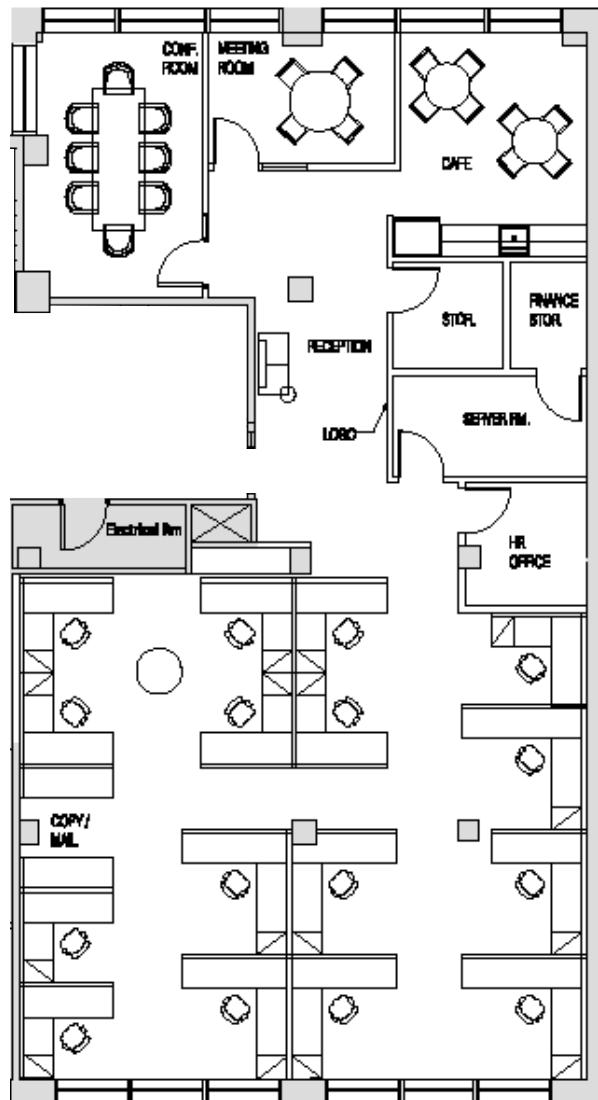 CONF.
ROOM
MEETING
ROOM
CAFE
STOR.
FINANCE
STOR.
RECEPTION
LOGO
SERVER RM.
Electrical Rm
HR
OFFICE
COPY /
MAIL